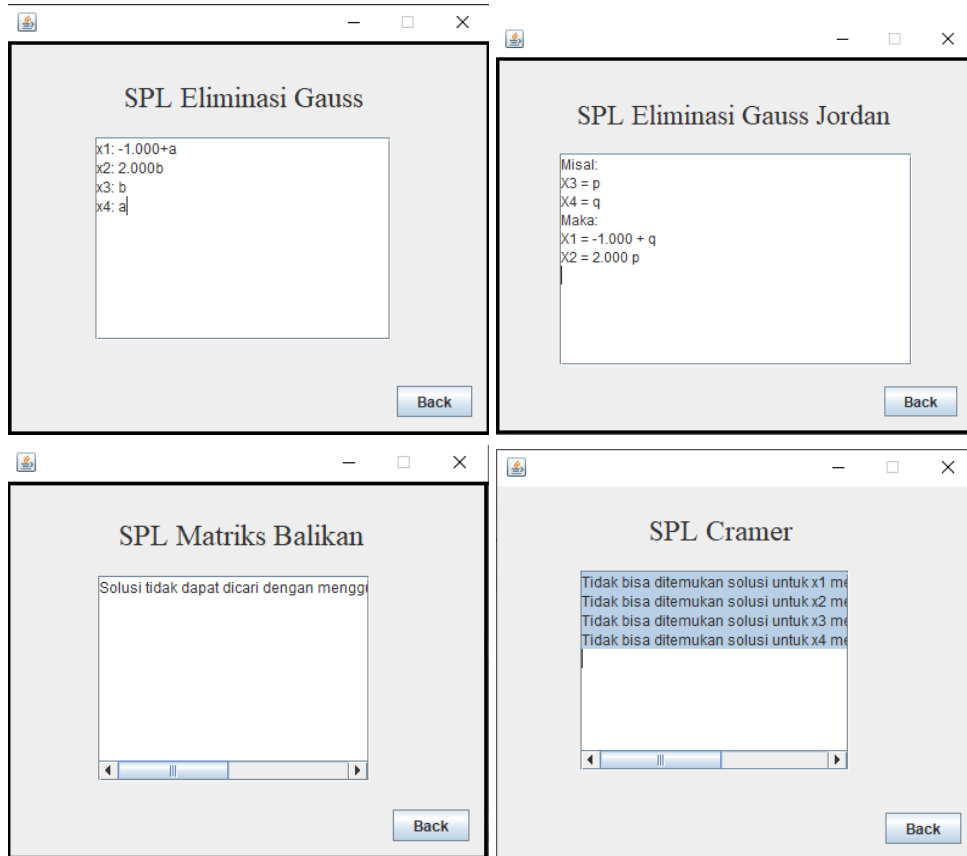 SPL Eliminasi Gauss
x1: -1.000+a
x2: 2.000b
x3: b
x4: a
Back
SPL Eliminasi Gauss Jordan
Misal:
X3 = p
X4 = q
Maka:
X1 = -1.000 + q
X2 = 2.000 p
Back
SPL Matriks Balikan
Solusi tidak dapat dicari dengan
Back
SPL Cramer
Tidak bisa ditemukan solusi untuk x1 me
Tidak bisa ditemukan solusi untuk x2 me
Tidak bisa ditemukan solusi untuk x3 me
Tidak bisa ditemukan solusi untuk x4 me
Back